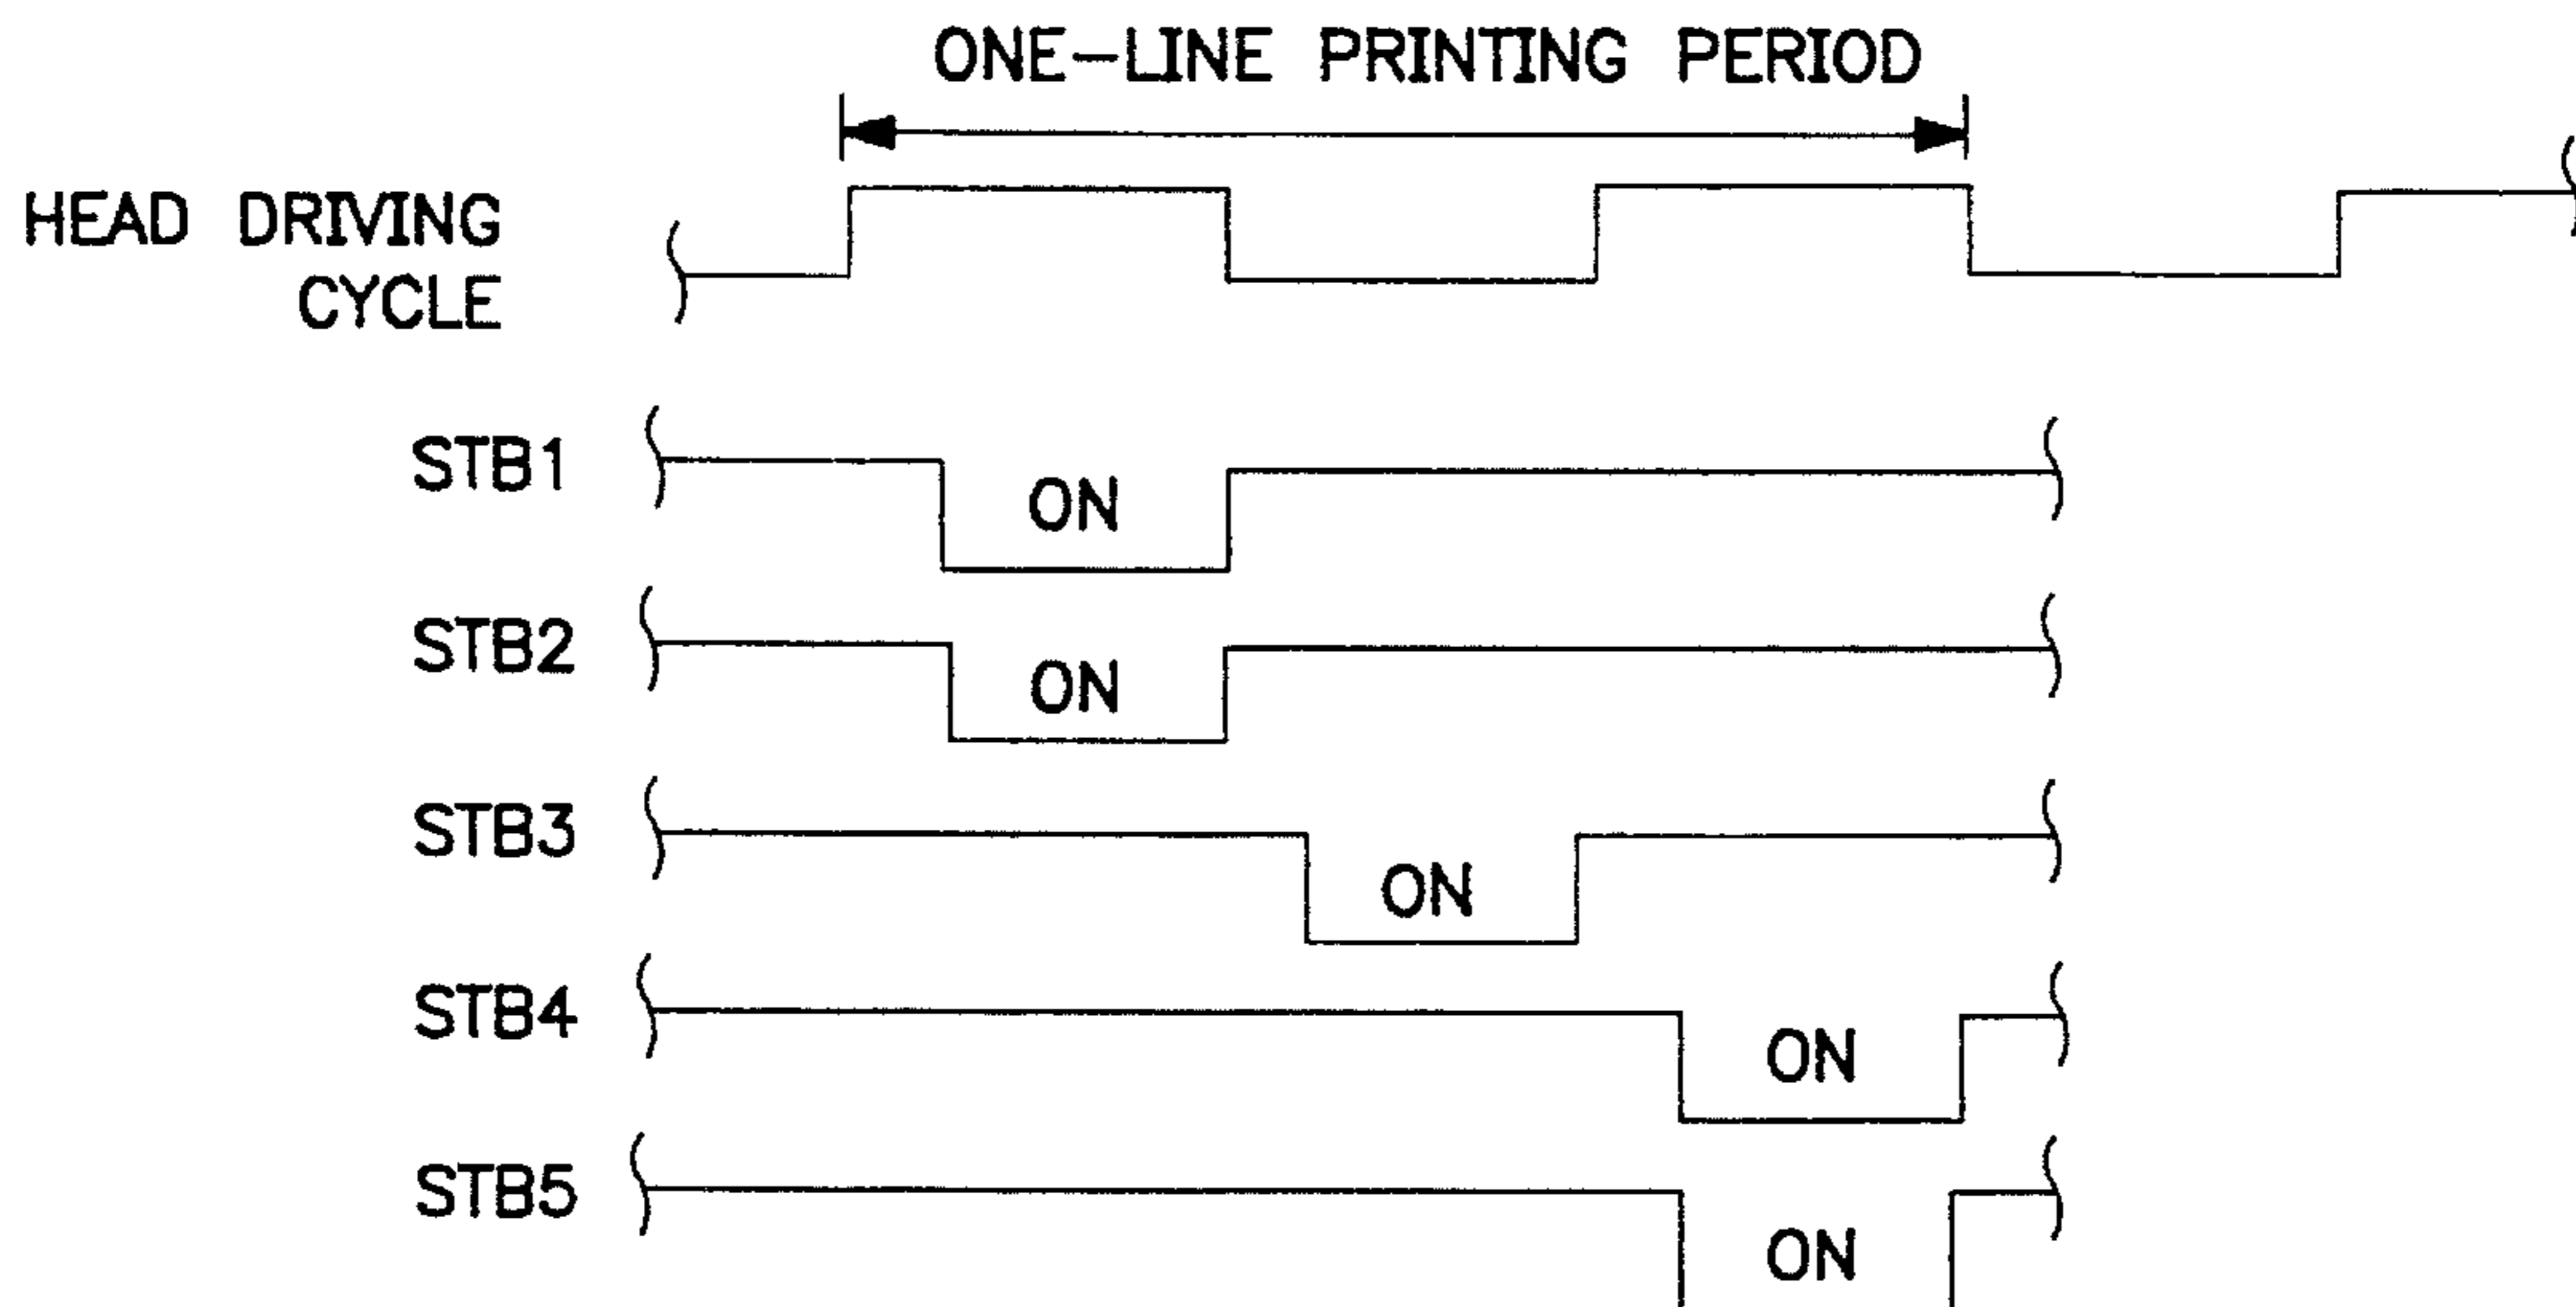 ONE-LINE PRINTING PERIOD
HEAD DRIVING
CYCLE
STB1
ON
STB2
ON
STB3
ON
STB4
ON
STB5
ON